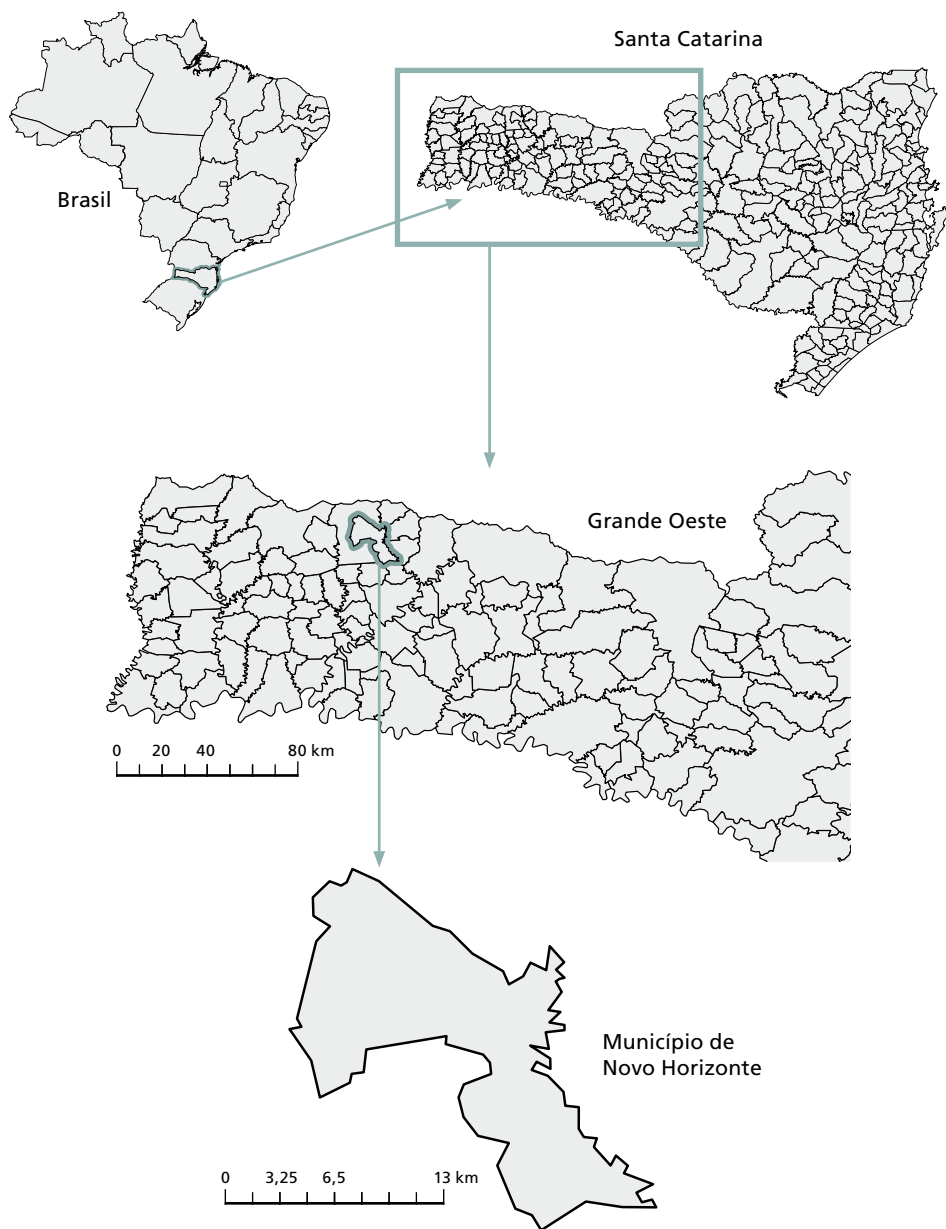 Santa Catarina
Brasil
Grande Oeste
0 20 40 80 km
Município de
Novo Horizonte
0 3,25 6,5 13 km